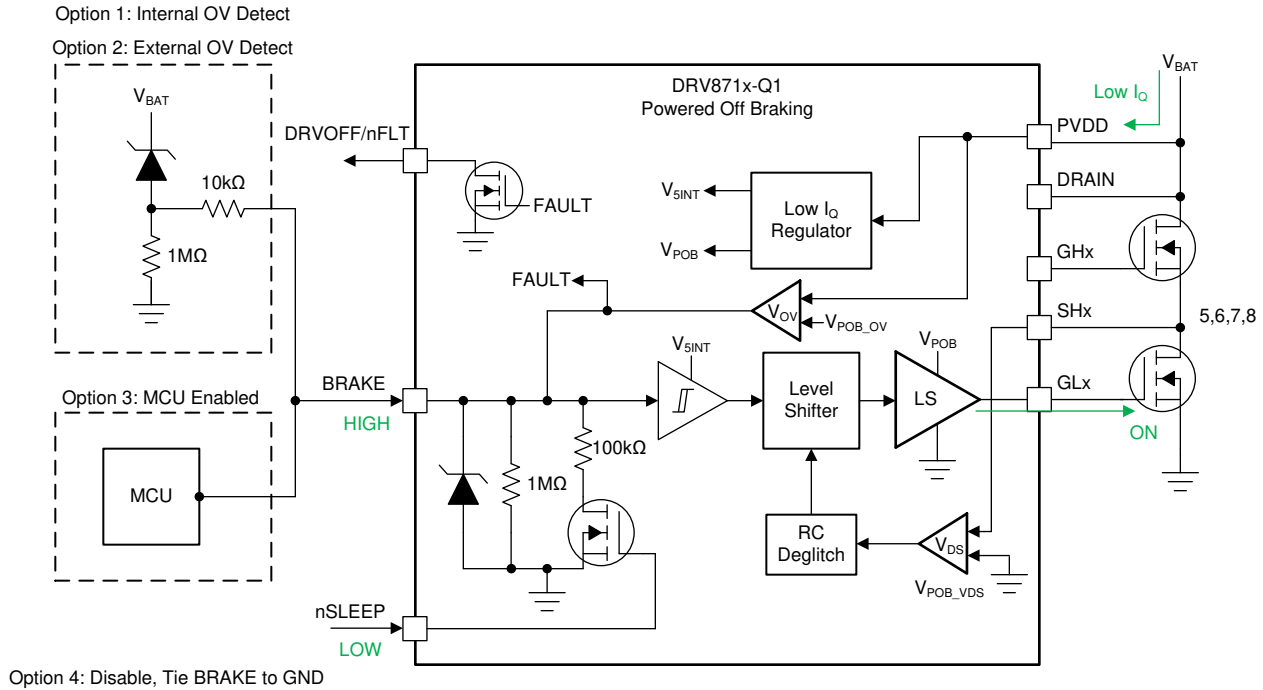 Option 1: Internal OV Detect
Option 2: External OV Detect
VBAT
10kΩ
1MΩ
Option 3: MCU Enabled
MCU
Option 4: Disable, Tie BRAKE to GND
DRV871x-Q1
Powered Off Braking
DRVOFF/nFLT
FAULT
V5INT
VPOB
Low IQ
Regulator
FAULT
VOV
VPOB_OV
BRAKE
HIGH
V5INT
Level
Shifter
VPOB
LS
100kΩ
1MΩ
RC
Deglitch
VDS
VPOB_VDS
nSLEEP
LOW
VBAT
Low IQ
PVDD
DRAIN
GHx
SHx
5,6,7,8
GLx
ON